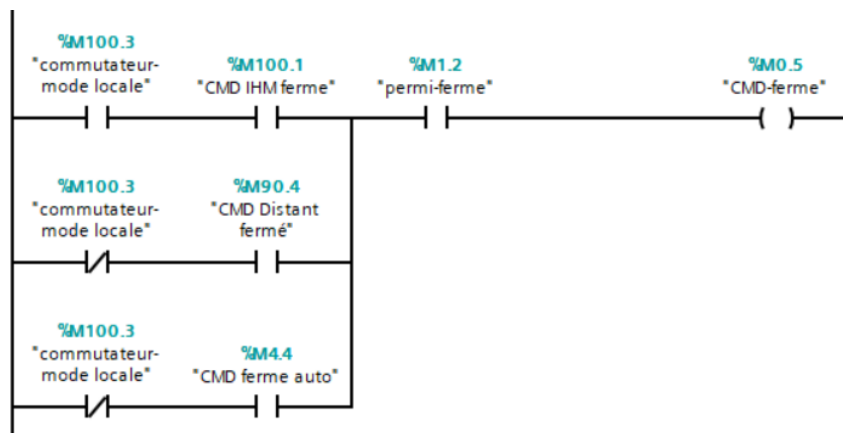 %M100.3
"commutateur-
mode locale"
%M100.1
"CMD IHM ferme"
%M1.2
"permi-ferme"
%M0.5
"CMD-ferme"
%M100.3
"commutateur-
mode locale"
%M90.4
"CMD Distant
fermé"
%M100.3
"commutateur-
mode locale"
%M4.4
"CMD ferme auto"